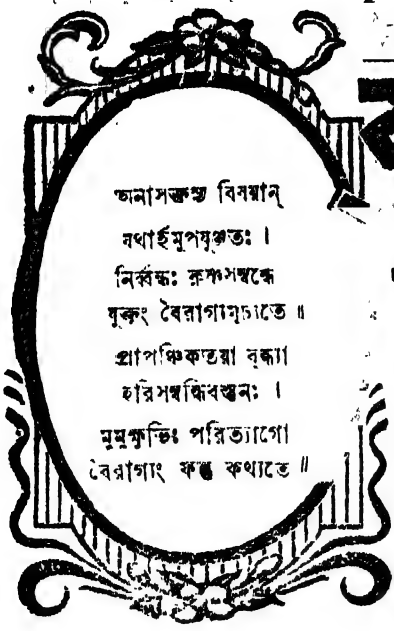 অনাসক্তস্য বিষয়ান্
যথার্হমুপযুঞ্জতঃ ।
নির্ব্বন্ধঃ কৃষ্ণসম্বন্ধে
যুক্তং বৈরাগ্যমুচ্যতে ॥
প্রাপঞ্চিকতয়া বুদ্ধ্যা
হরিসম্বন্ধিবস্তুনঃ ।
মুমুক্ষুভিঃ পরিত্যাগো
বৈরাগ্যং ফল্গু কথ্যতে ॥